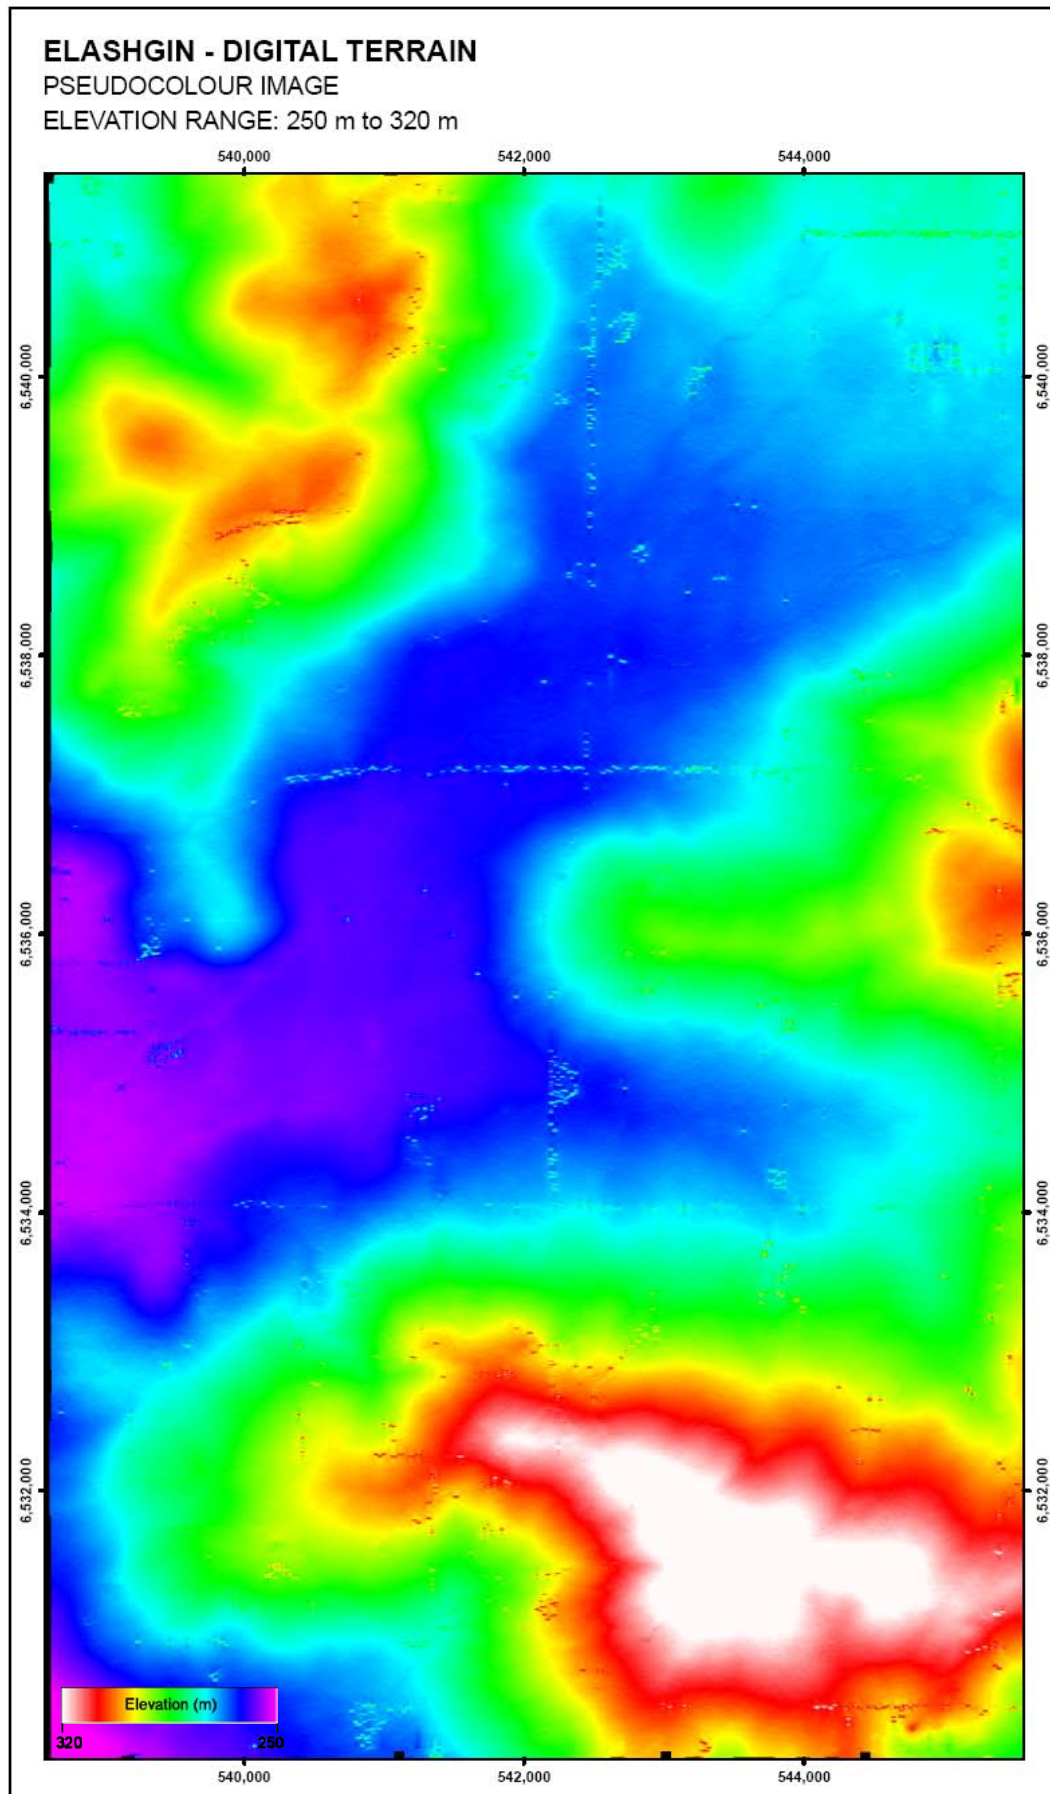 ELASHGIN - DIGITAL TERRAIN
PSEUDOCOLOUR IMAGE
ELEVATION RANGE: 250 m to 320 m
540,000 542,000 544,000
6,540,000 6,540,000
6,538,000 6,538,000
6,536,000 6,536,000
6,534,000 6,534,000
6,532,000 6,532,000
Elevation (m)
320 250
540,000 542,000 544,000